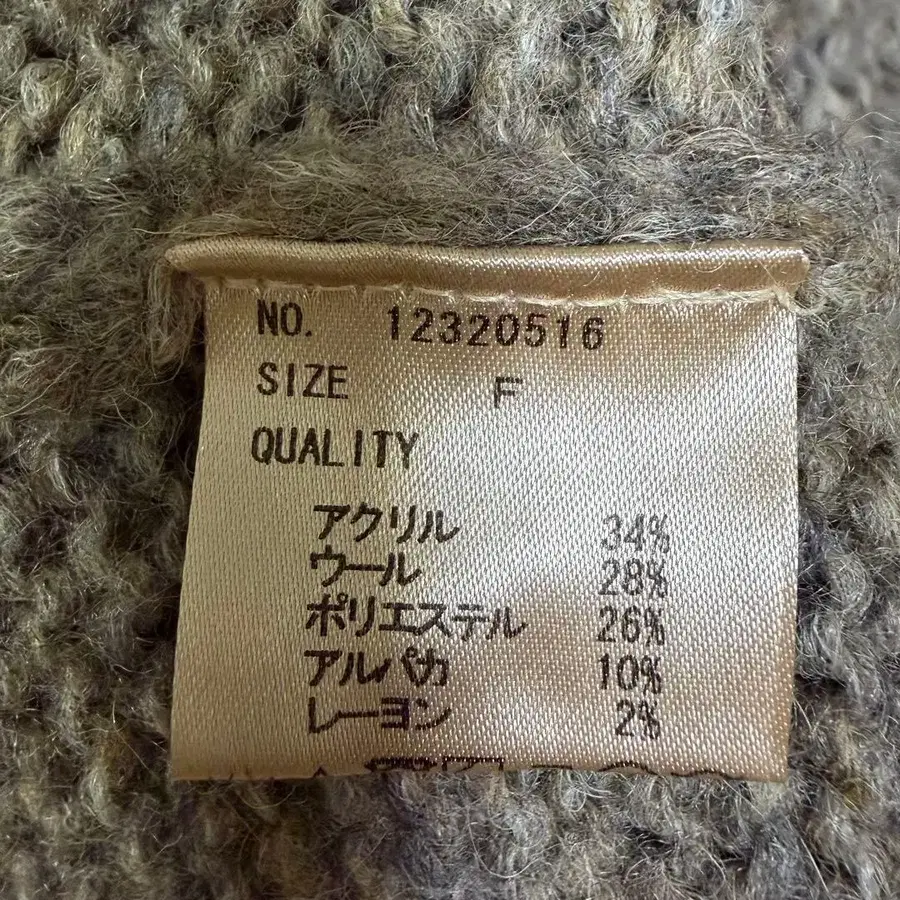 NO. 12320516
SIZE F
QUALITY
アクリル 34%
ウール 28%
ポリエステル 26%
アルパカ 10%
レーヨン 2%